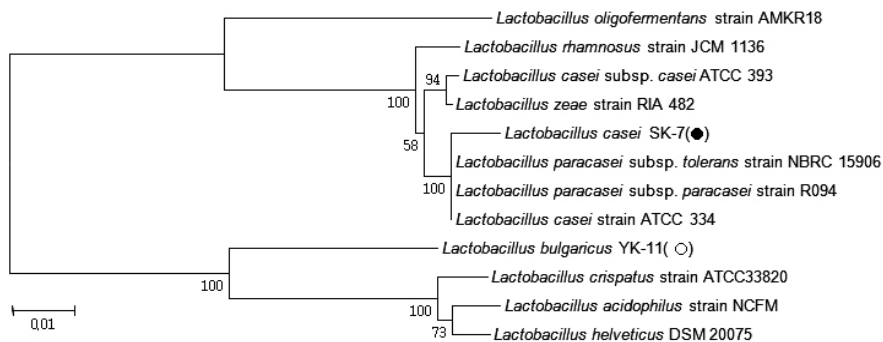 Lactobacillus oligofermentans strain AMKR18
Lactobacillus rhamnosus strain JCM 1136
94
Lactobacillus casei subsp. casei ATCC 393
100
Lactobacillus zeae strain RIA 482
Lactobacillus casei SK-7(●)
58
Lactobacillus paracasei subsp. tolerans strain NBRC 15906
100
Lactobacillus paracasei subsp. paracasei strain R094
Lactobacillus casei strain ATCC 334
Lactobacillus bulgaricus YK-11( ○)
100
Lactobacillus crispatus strain ATCC33820
100
Lactobacillus acidophilus strain NCFM
73
Lactobacillus helveticus DSM 20075
0.01